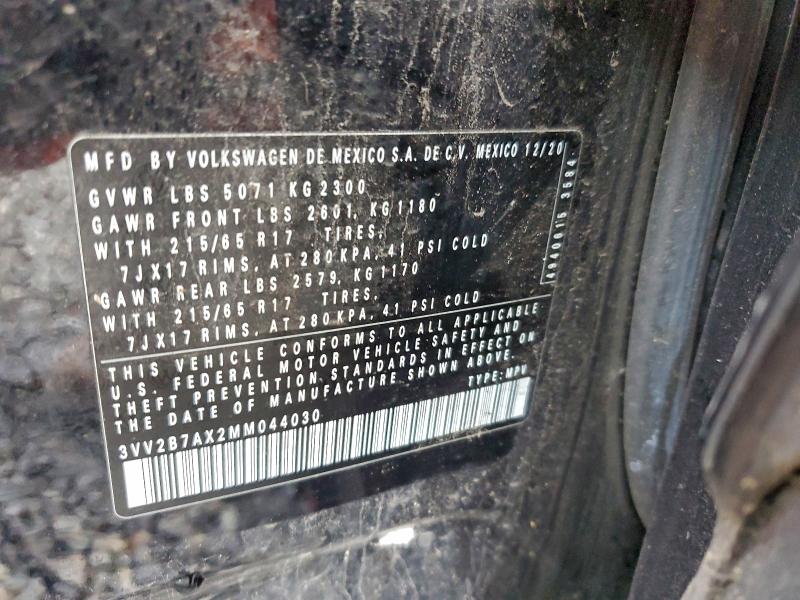 MFD BY VOLKSWAGEN DE MEXICO S.A. DE C.V. MEXICO 12/20
GVWR LBS 5071 KG 2300
GAWR FRONT LBS 2601, KG 1180
WITH 215/65 R17 TIRES,
7JX17 RIMS, AT 280 KPA, 41 PSI COLD
GAWR REAR LBS 2579, KG 1170
WITH 215/65 R17 TIRES,
7JX17 RIMS, AT 280 KPA, 41 PSI COLD
THIS VEHICLE CONFORMS TO ALL APPLICABLE
U.S. FEDERAL MOTOR VEHICLE SAFETY AND
THEFT PREVENTION STANDARDS IN EFFECT ON
THE DATE OF MANUFACTURE SHOWN ABOVE.
3VV2B7AX2MM044030 TYPE: MPV
3584